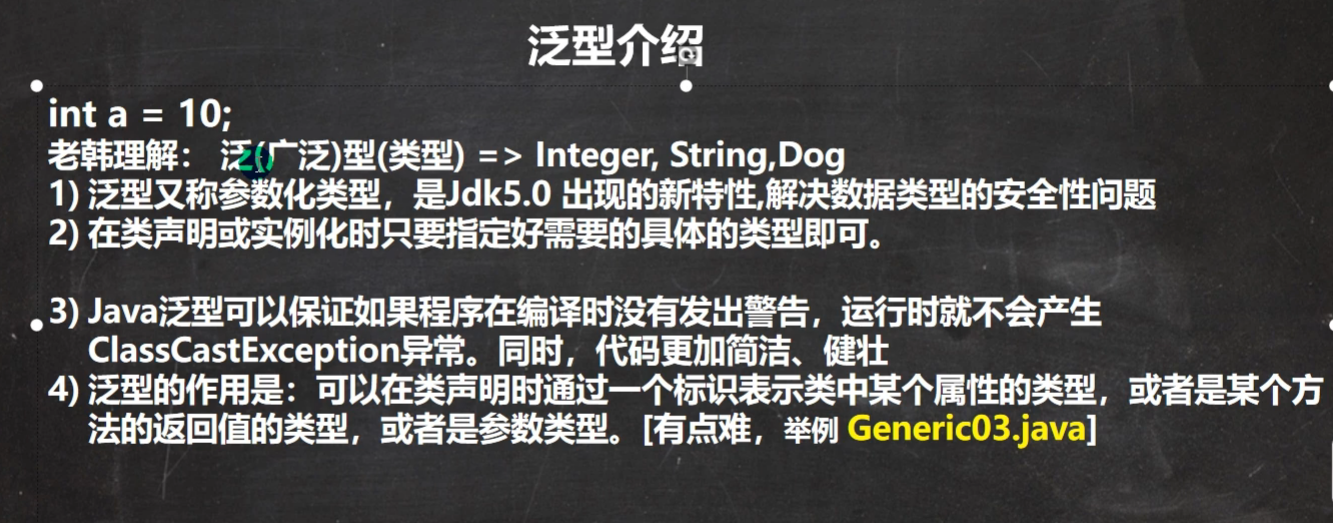 泛型介绍
int a = 10;
老韩理解： 泛(广泛)型(类型) => Integer, String,Dog
1) 泛型又称参数化类型，是Jdk5.0 出现的新特性,解决数据类型的安全性问题
2) 在类声明或实例化时只要指定好需要的具体的类型即可。
3) Java泛型可以保证如果程序在编译时没有发出警告，运行时就不会产生
ClassCastException异常。同时，代码更加简洁、健壮
4) 泛型的作用是：可以在类声明时通过一个标识表示类中某个属性的类型，或者是某个方
法的返回值的类型，或者是参数类型。[有点难，举例 Generic03.java]